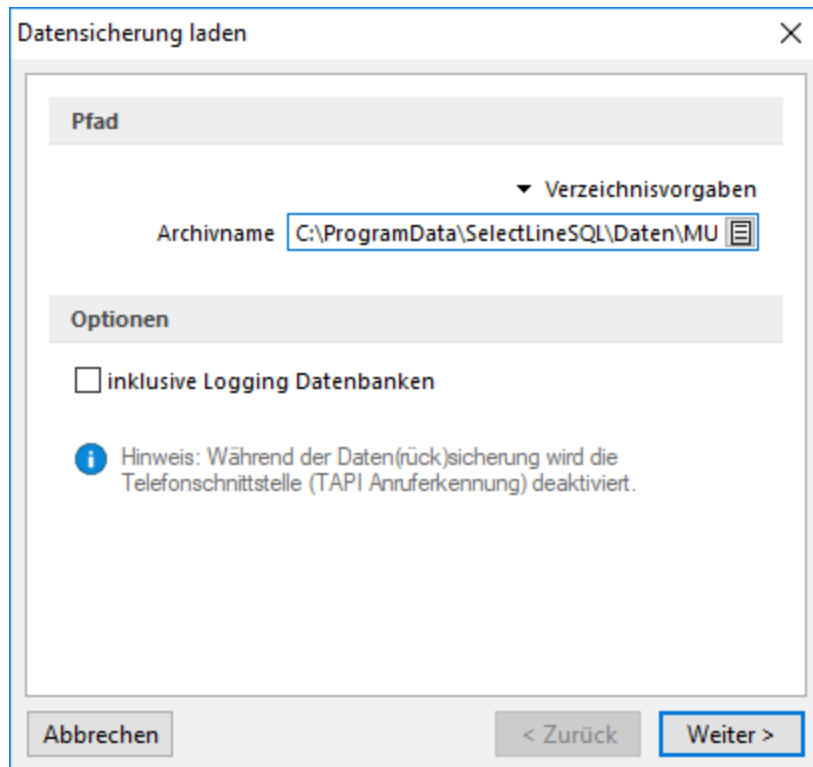 Datensicherung laden
Pfad
Verzeichnisvorgaben
Archivname C:\ProgramData\SelectLineSQL\Daten\MU
Optionen
inklusive Logging Datenbanken
Hinweis: Während der Daten(rück)sicherung wird die
Telefonschnittstelle (TAPI Anruferkennung) deaktiviert.
Abbrechen < Zurück Weiter >